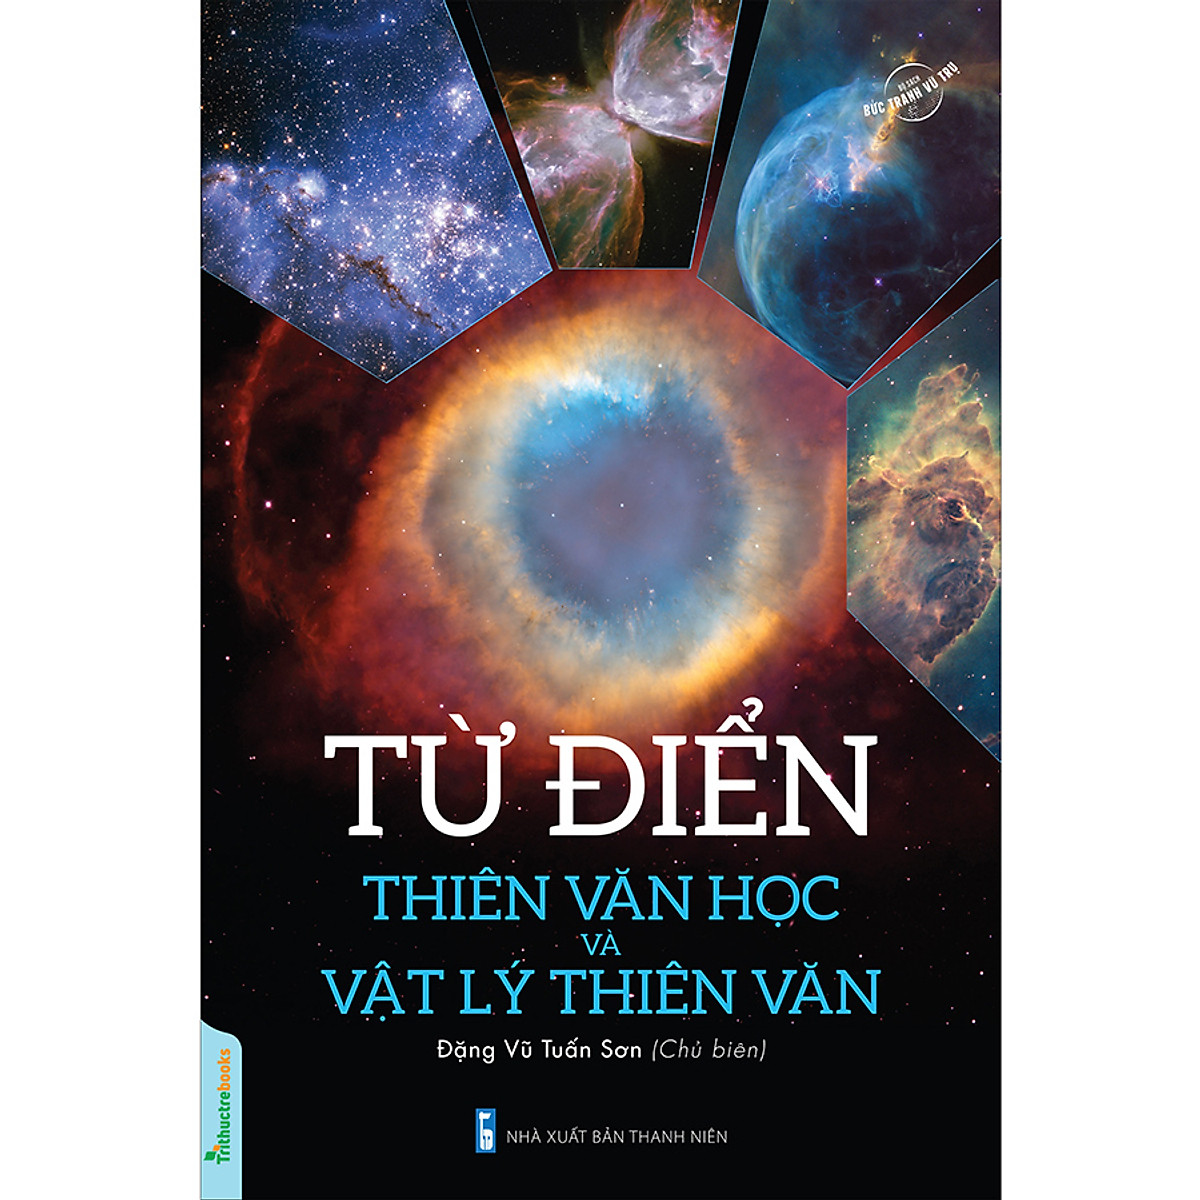 BỘ SÁCH
BỨC TRANH VŨ TRỤ
TỪ ĐIỂN
THIÊN VĂN HỌC
VÀ
VẬT LÝ THIÊN VĂN
Đặng Vũ Tuấn Sơn (Chủ biên)
Trithuctrebooks
NHÀ XUẤT BẢN THANH NIÊN